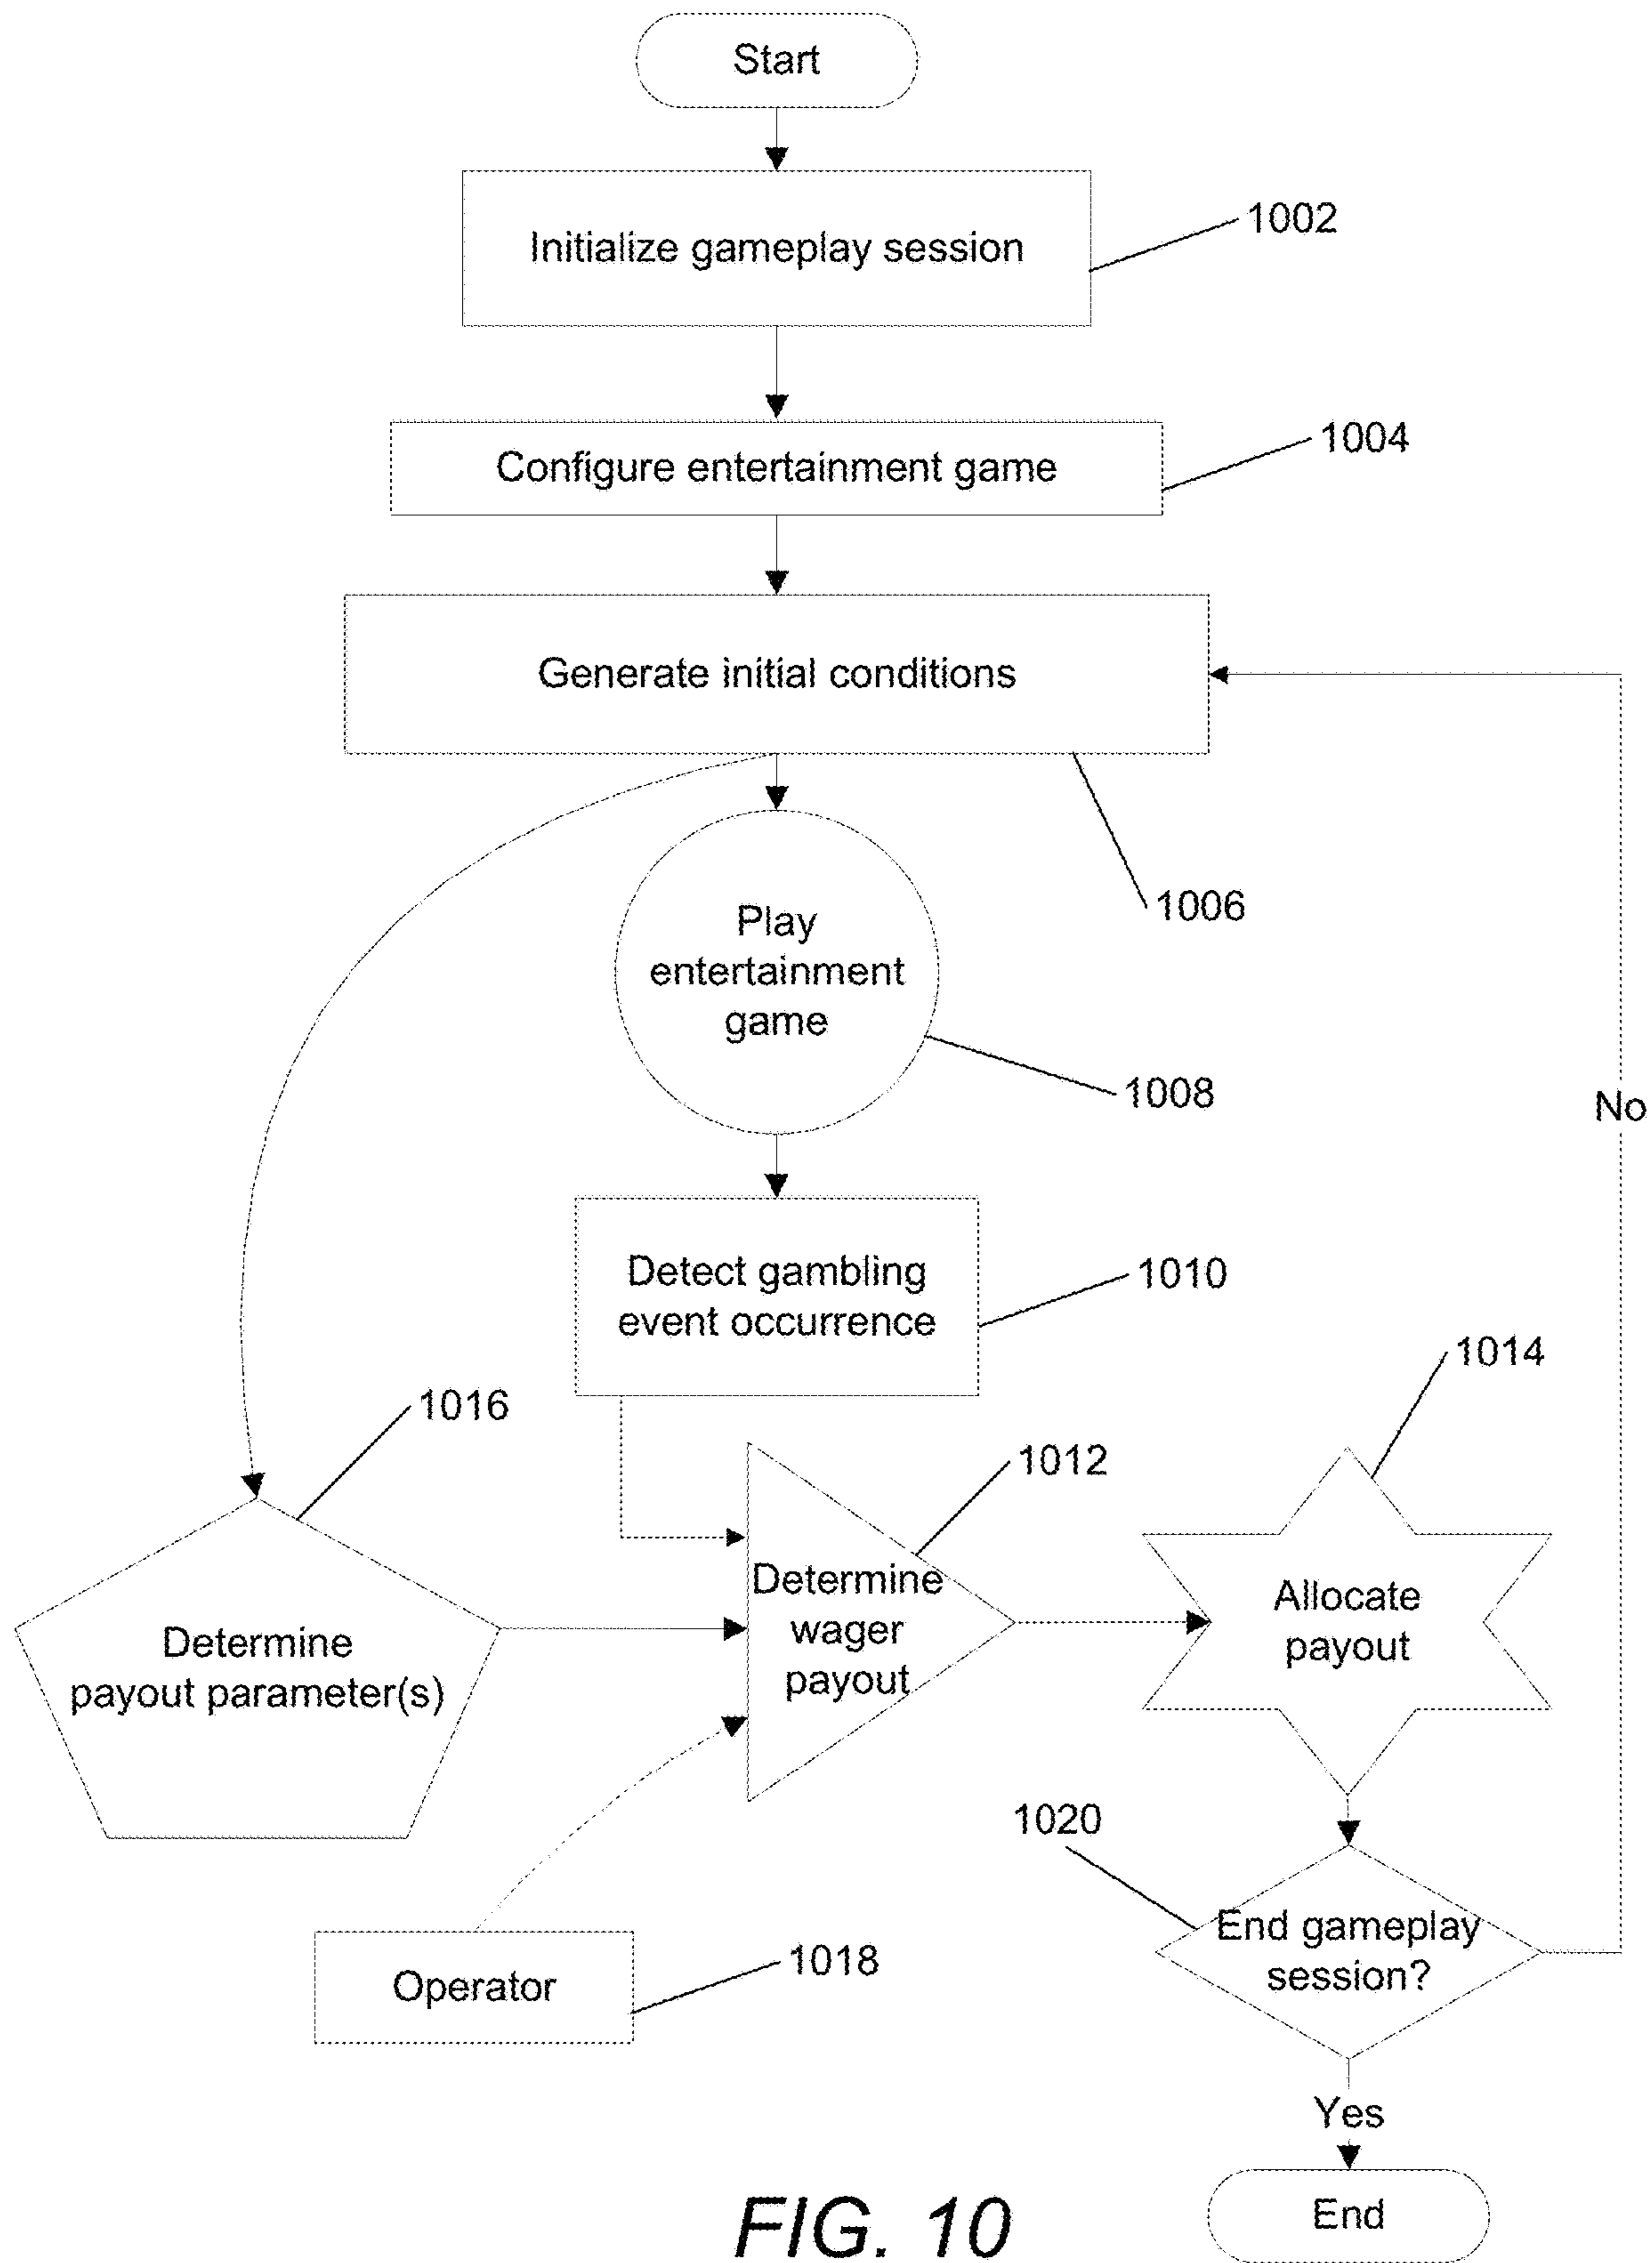 Start
Initialize gameplay session
1002
Configure entertainment game
1004
Generate initial conditions
1006
Play
entertainment
game
1008
No
Detect gambling
event occurrence
1010
1014
1016
1012
Determine
wager
payout
Allocate
payout
Determine
payout parameter(s)
1020
End gameplay
session?
Operator
1018
Yes
End
FIG. 10